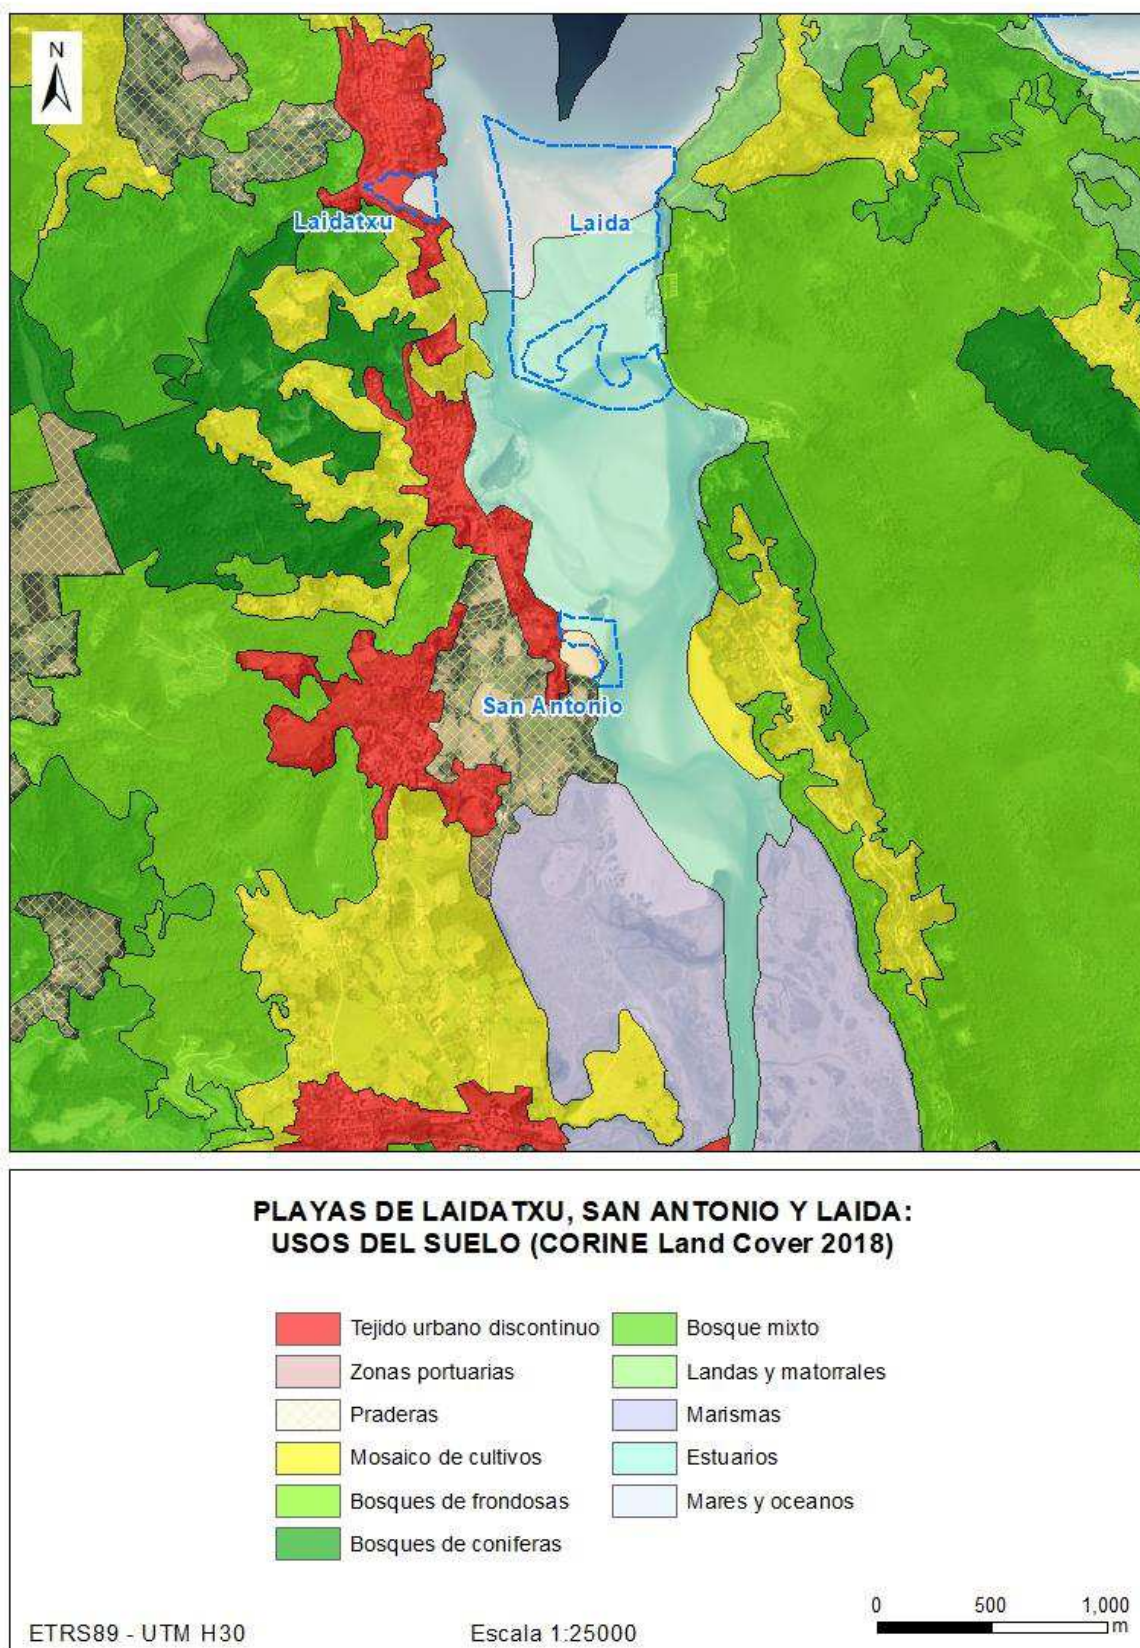 N
Laidatxu
Laida
San Antonio
PLAYAS DE LAIDATXU, SAN ANTONIO Y LAIDA:
USOS DEL SUELO (CORINE Land Cover 2018)
Tejido urbano discontinuo
Bosque mixto
Zonas portuarias
Landas y matorrales
Praderas
Marismas
Mosaico de cultivos
Estuarios
Bosques de frondosas
Mares y oceanos
Bosques de coniferas
0 500 1,000
m
ETRS89 - UTM H30
Escala 1:25000